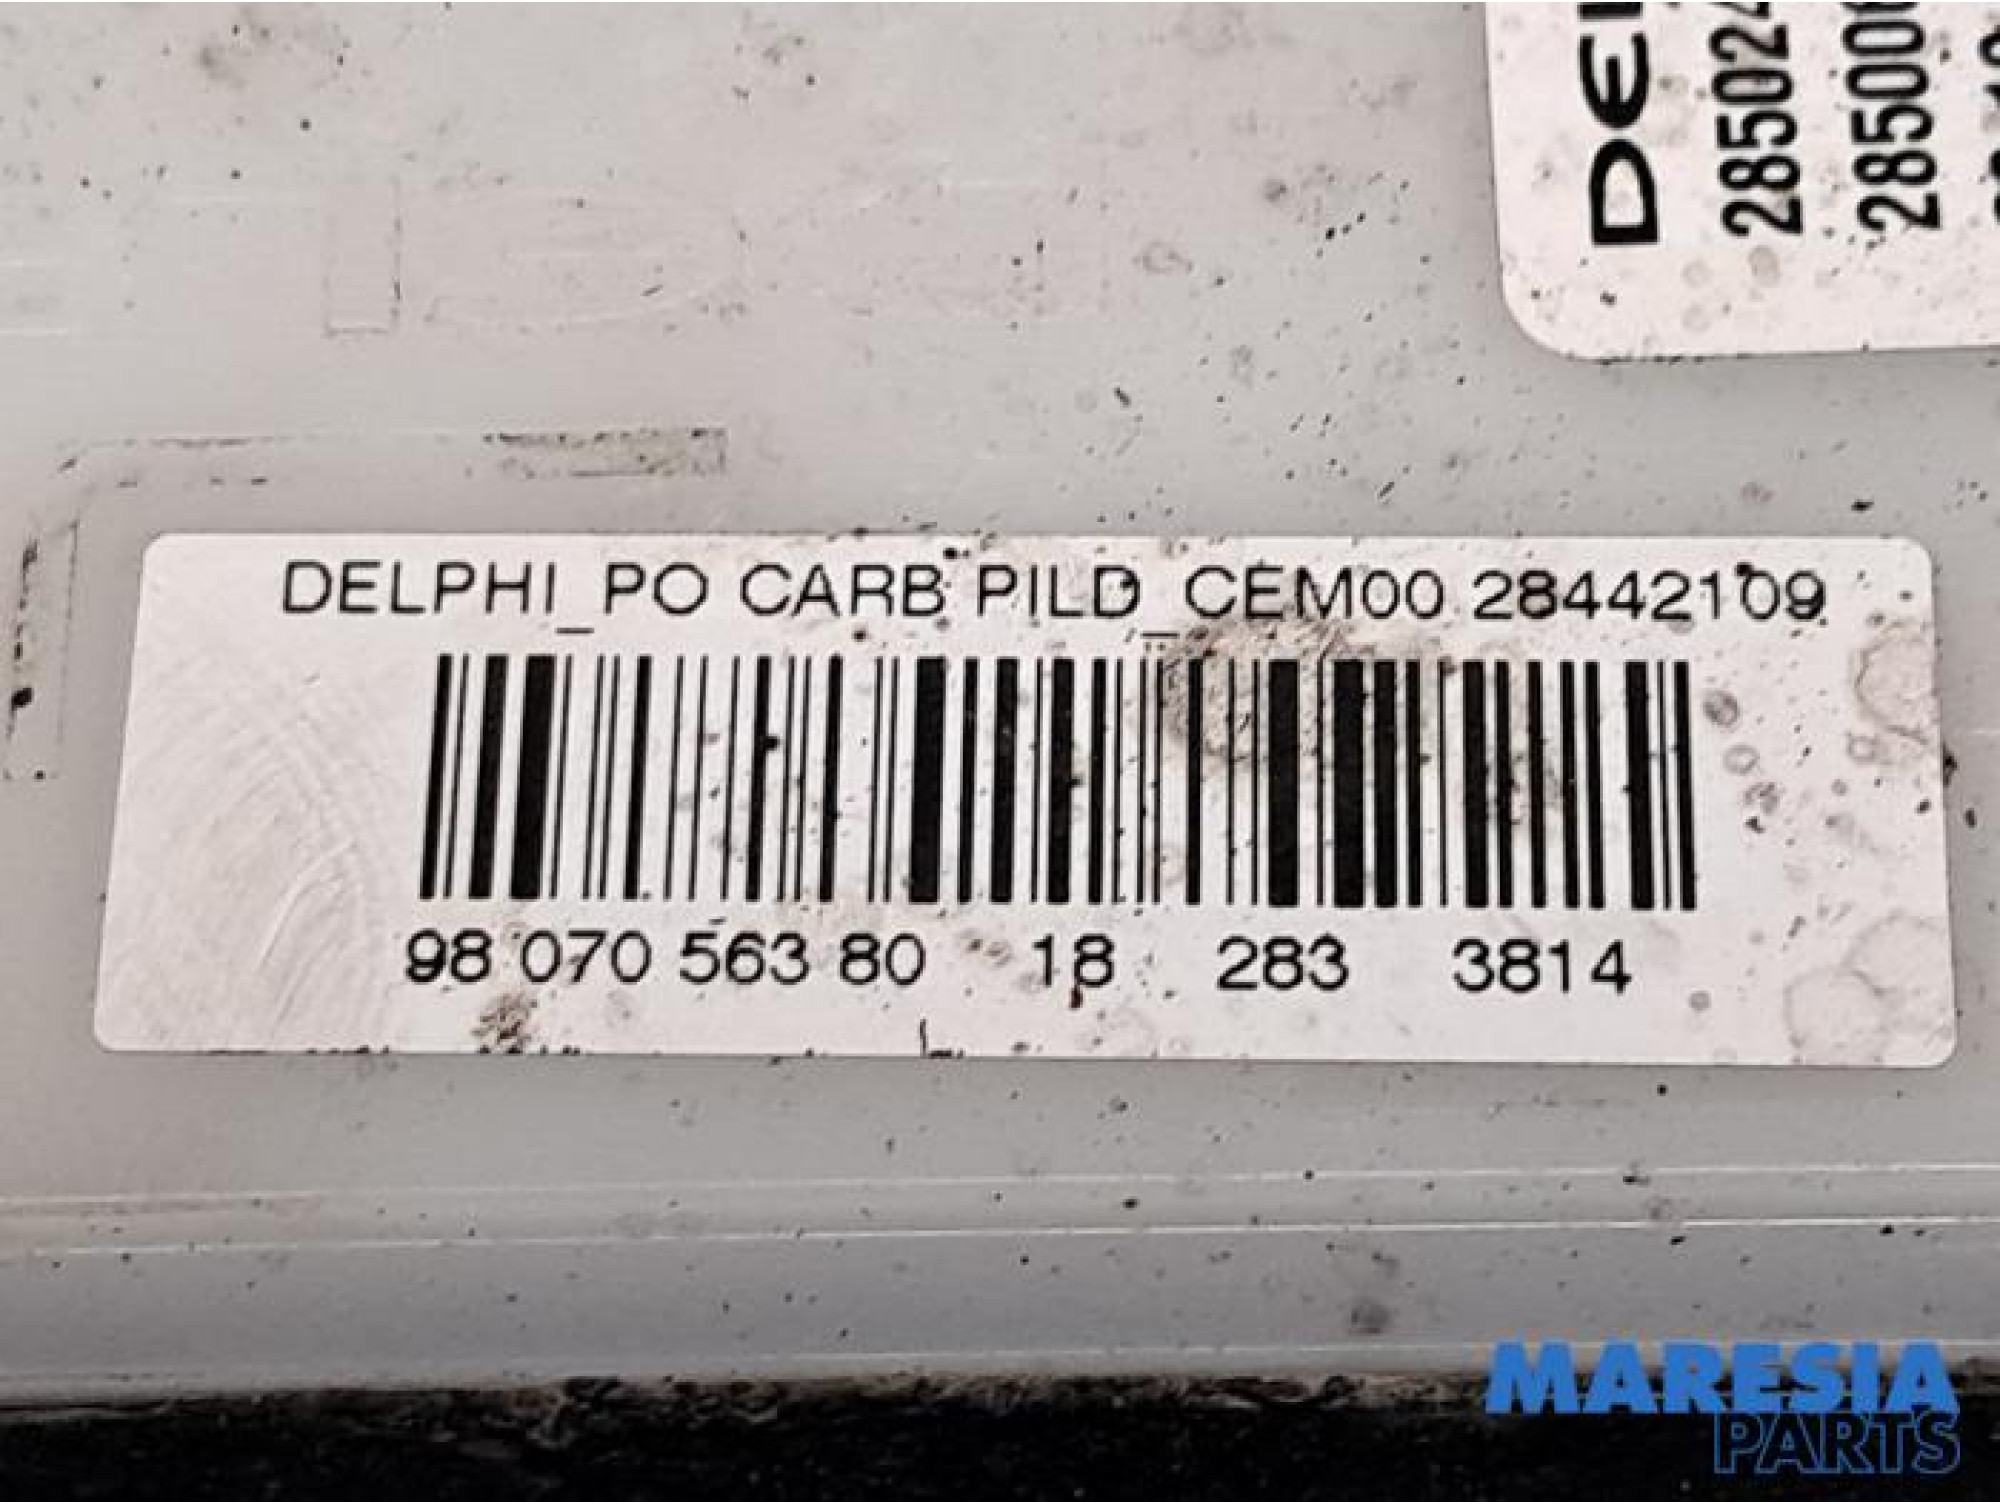 DELPHI_PO CARB PILD_CEM00 28442109
98 070 563 80 18 283 3814
MARESIA
PARTS